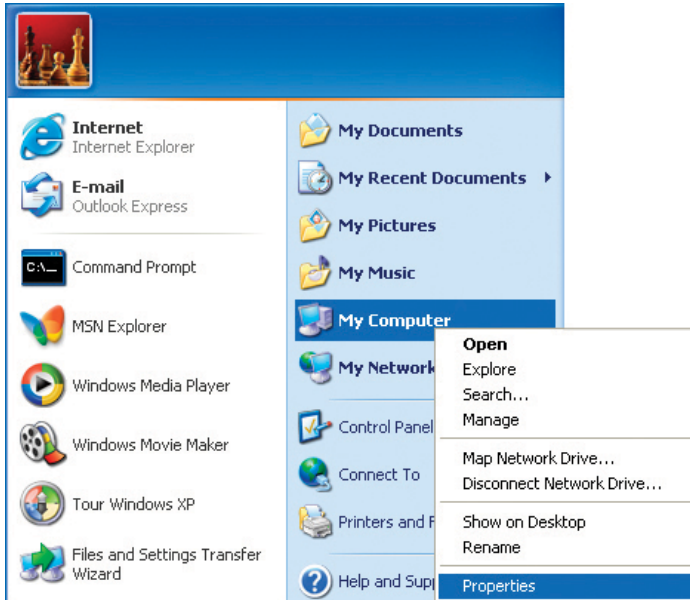 Internet
Internet Explorer
E-mail
Outlook Express
C:\_
Command Prompt
MSN Explorer
Windows Media Player
Windows Movie Maker
Tour Windows XP
Files and Settings Transfer
Wizard
My Documents
My Recent Documents
My Pictures
My Music
My Computer
My Network
Control Panel
Connect To
Printers and
Help and
Open
Explore
Search...
Manage
Map Network Drive...
Disconnect Network Drive...
Show on Desktop
Rename
Properties